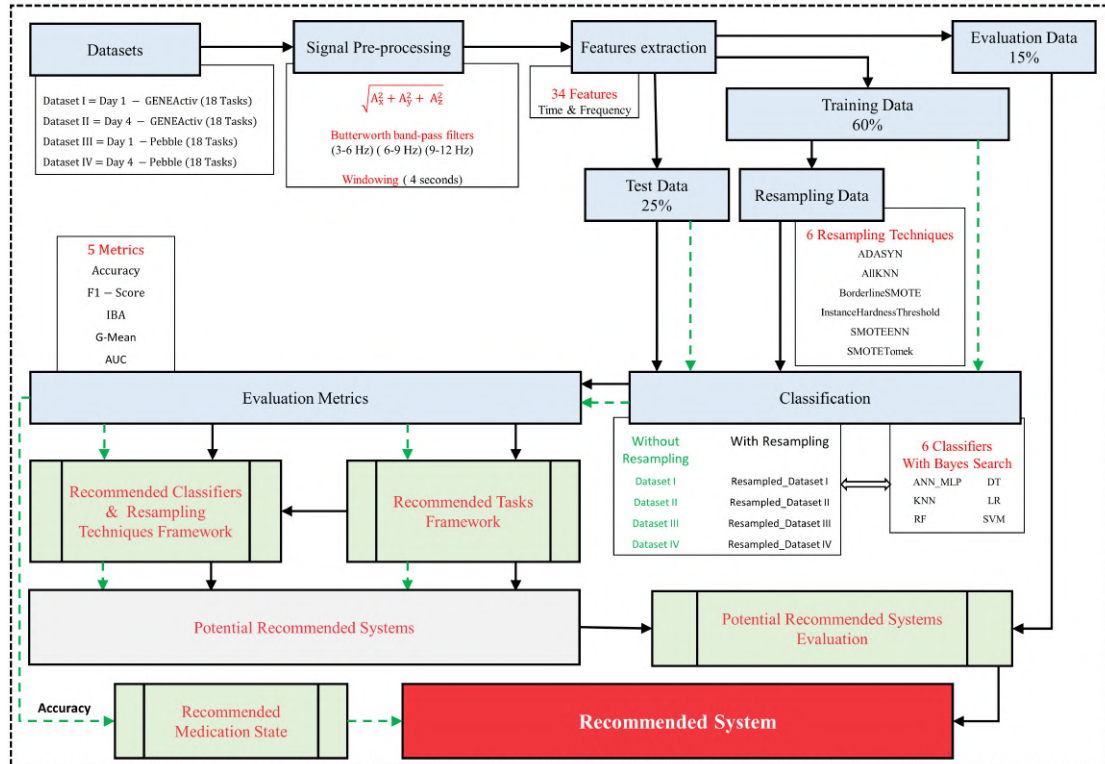 Datasets
Signal Pre-processing
Features extraction
Evaluation Data
15%
Dataset I = Day 1 − GENEActiv (18 Tasks)
Dataset II = Day 4 − GENEActiv (18 Tasks)
Dataset III = Day 1 − Pebble (18 Tasks)
Dataset IV = Day 4 − Pebble (18 Tasks)
√(A_x^2 + A_y^2 + A_z^2)
Butterworth band-pass filters
(3-6 Hz) ( 6-9 Hz) (9-12 Hz)
Windowing ( 4 seconds)
34 Features
Time & Frequency
Training Data
60%
Test Data
25%
Resampling Data
6 Resampling Techniques
ADASYN
AllKNN
BorderlineSMOTE
InstanceHardnessThreshold
SMOTEENN
SMOTETomek
5 Metrics
Accuracy
F1 − Score
IBA
G-Mean
AUC
Evaluation Metrics
Classification
Without
Resampling
Dataset I
Dataset II
Dataset III
Dataset IV
With Resampling
Resampled_Dataset I
Resampled_Dataset II
Resampled_Dataset III
Resampled_Dataset IV
6 Classifiers
With Bayes Search
ANN_MLP DT
KNN LR
RF SVM
Recommended Classifiers
& Resampling
Techniques Framework
Recommended Tasks
Framework
Potential Recommended Systems
Potential Recommended Systems
Evaluation
Accuracy
Recommended
Medication State
Recommended System